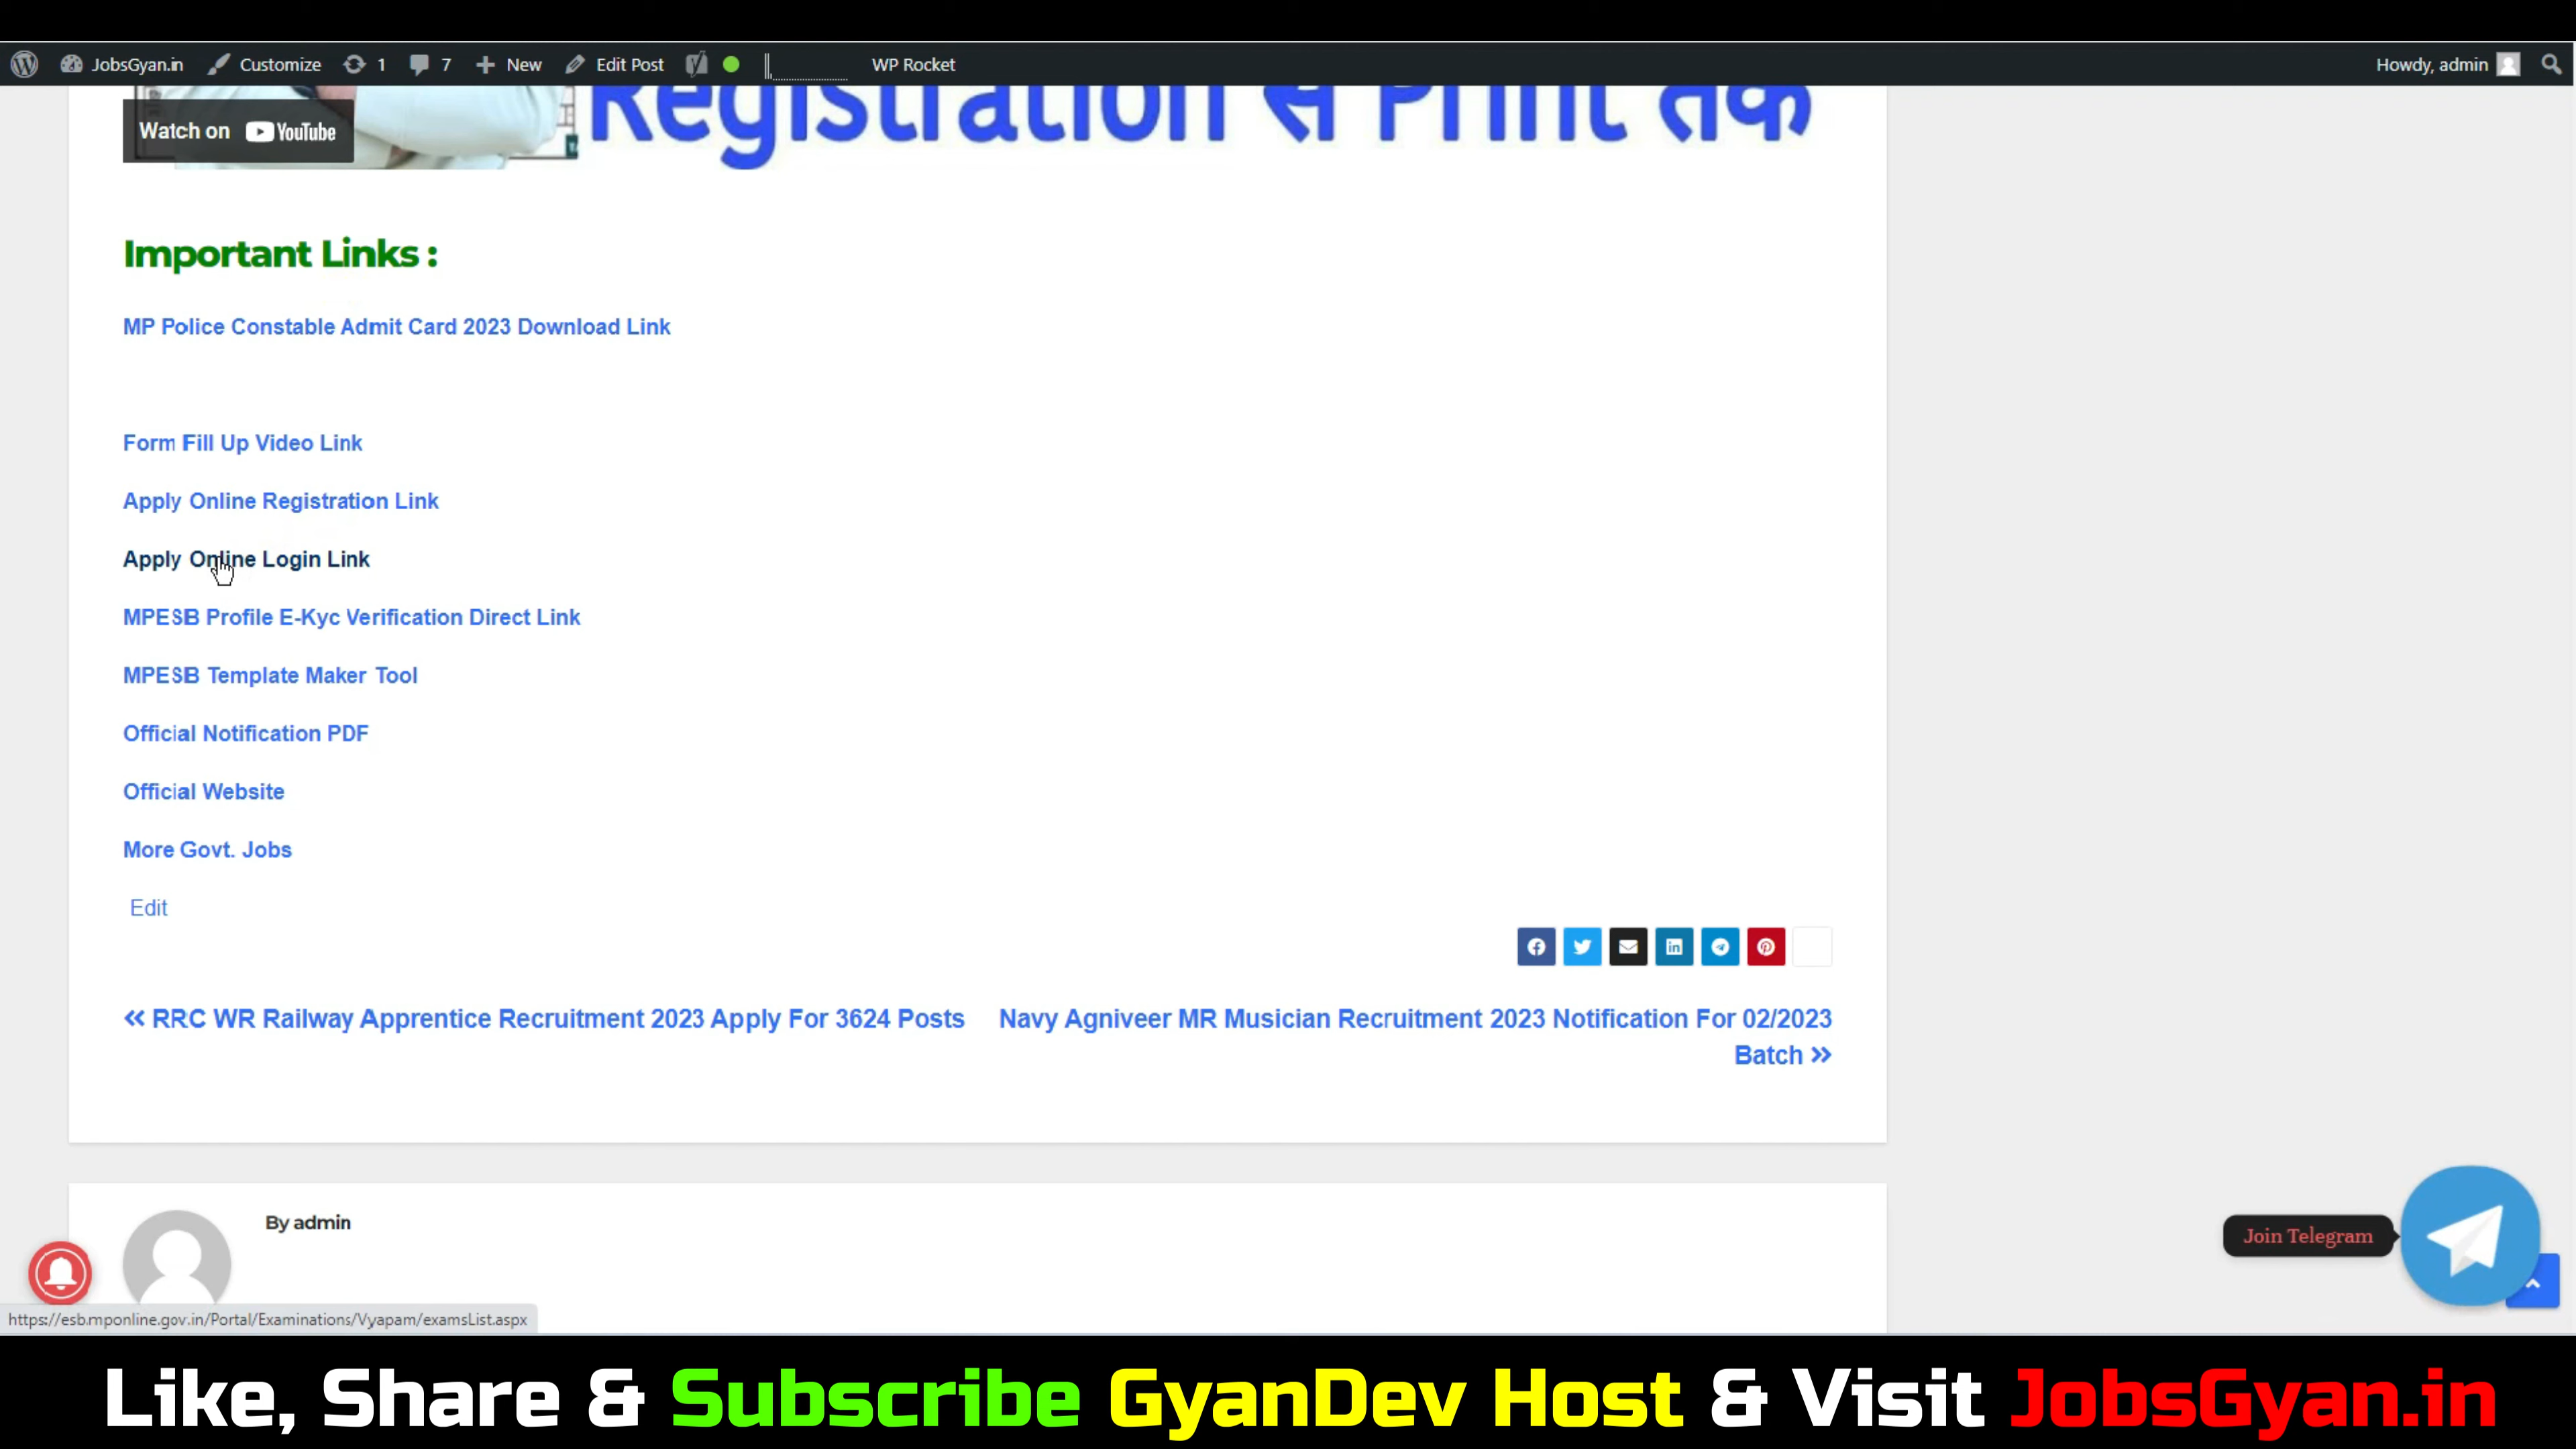 JobsGyan.in Customize 1 7 New Edit Post WP Rocket Howdy, admin
Watch on YouTube
Registration से Print तक
Important Links :
MP Police Constable Admit Card 2023 Download Link
Form Fill Up Video Link
Apply Online Registration Link
Apply Online Login Link
MPESB Profile E-Kyc Verification Direct Link
MPESB Template Maker Tool
Official Notification PDF
Official Website
More Govt. Jobs
Edit
« RRC WR Railway Apprentice Recruitment 2023 Apply For 3624 Posts
Navy Agniveer MR Musician Recruitment 2023 Notification For 02/2023
Batch »
By admin
Join Telegram
https://esb.mponline.gov.in/Portal/Examinations/Vyapam/examsList.aspx
Like, Share & Subscribe GyanDev Host & Visit JobsGyan.in